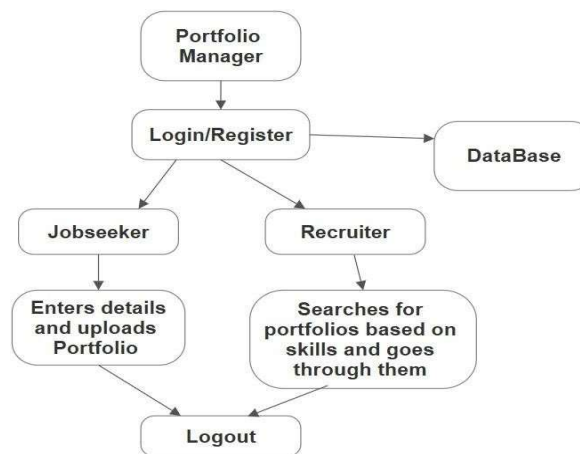 Portfolio
Manager
Login/Register
DataBase
Jobseeker
Recruiter
Enters details
and uploads
Portfolio
Searches for
portfolios based on
skills and goes
through them
Logout